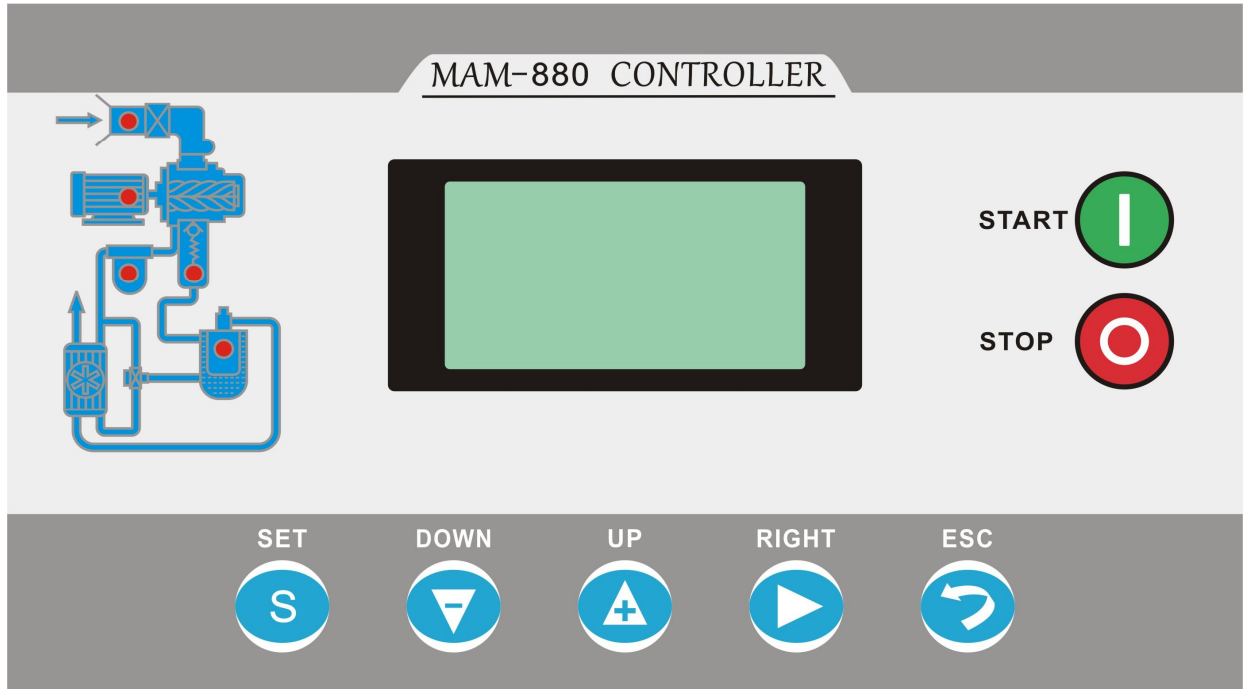 MAM-880 CONTROLLER
START
STOP
SET DOWN UP RIGHT ESC
S - +